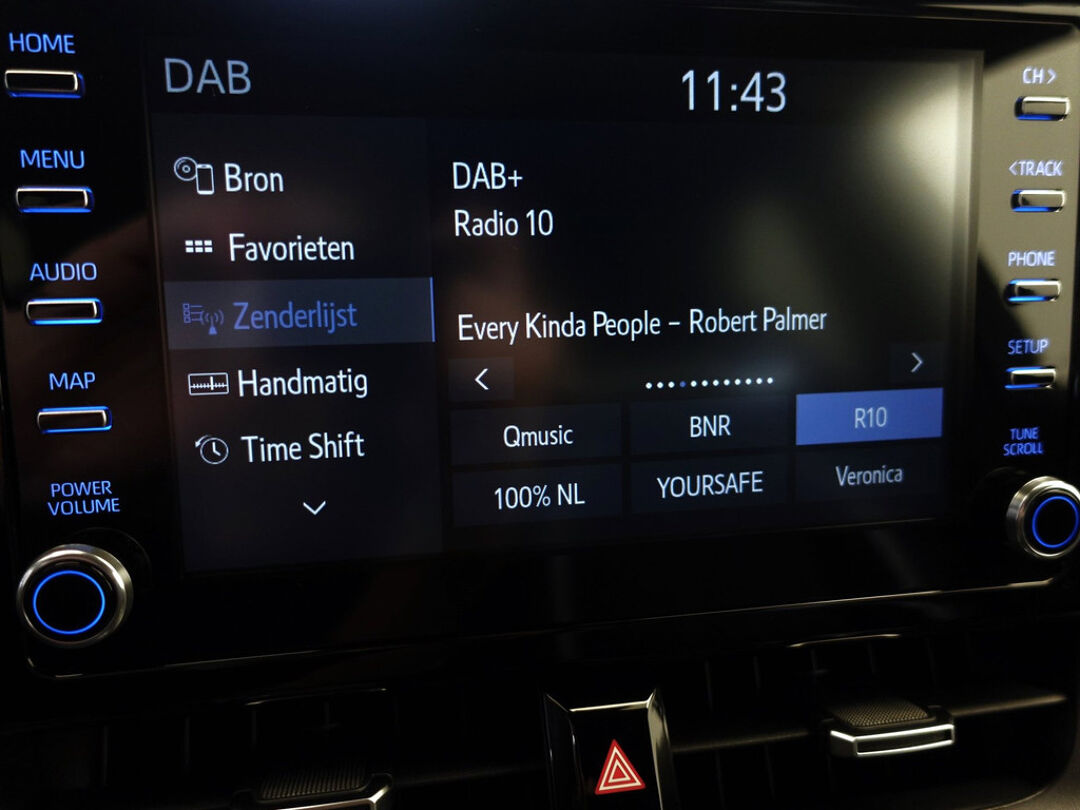 HOME
MENU
AUDIO
MAP
POWER
VOLUME
DAB
11:43
Bron
Favorieten
Zenderlijst
Handmatig
Time Shift
DAB+
Radio 10
Every Kinda People – Robert Palmer
Qmusic
BNR
R10
100% NL
YOURSAFE
Veronica
CH >
< TRACK
PHONE
SETUP
TUNE
SCROLL